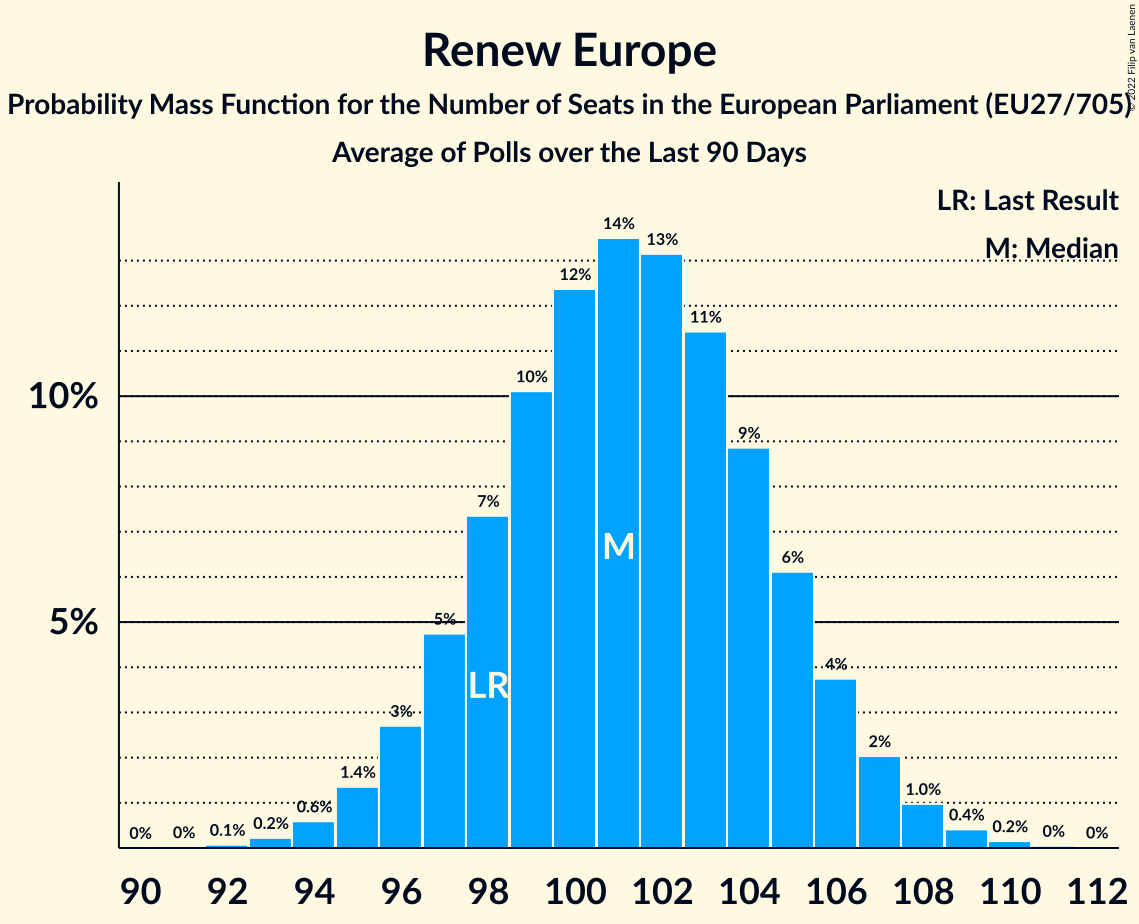 Renew Europe
Probability Mass Function for the Number of Seats in the European Parliament (EU27/705)
Average of Polls over the Last 90 Days
© 2022 Filip van Laenen
LR: Last Result
M: Median
14%
13%
12%
11%
10%
10%
9%
7%
M
6%
5%
5%
LR
4%
3%
2%
1.4%
1.0%
0.6%
0.4%
0% 0% 0.1% 0.2% 0.2% 0% 0%
90 92 94 96 98 100 102 104 106 108 110 112